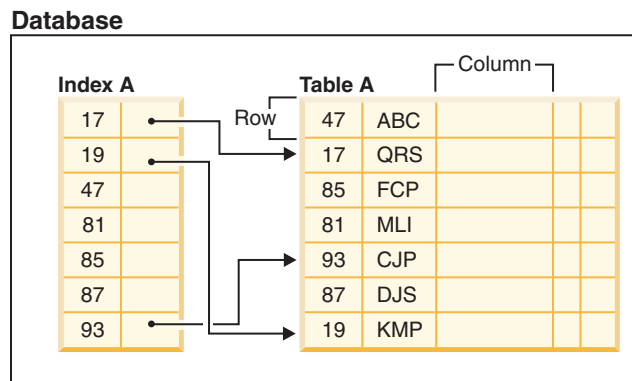 Database
Column
Index A
Table A
Row
17
19
47
81
85
87
93
47 ABC
17 QRS
85 FCP
81 MLI
93 CJP
87 DJS
19 KMP